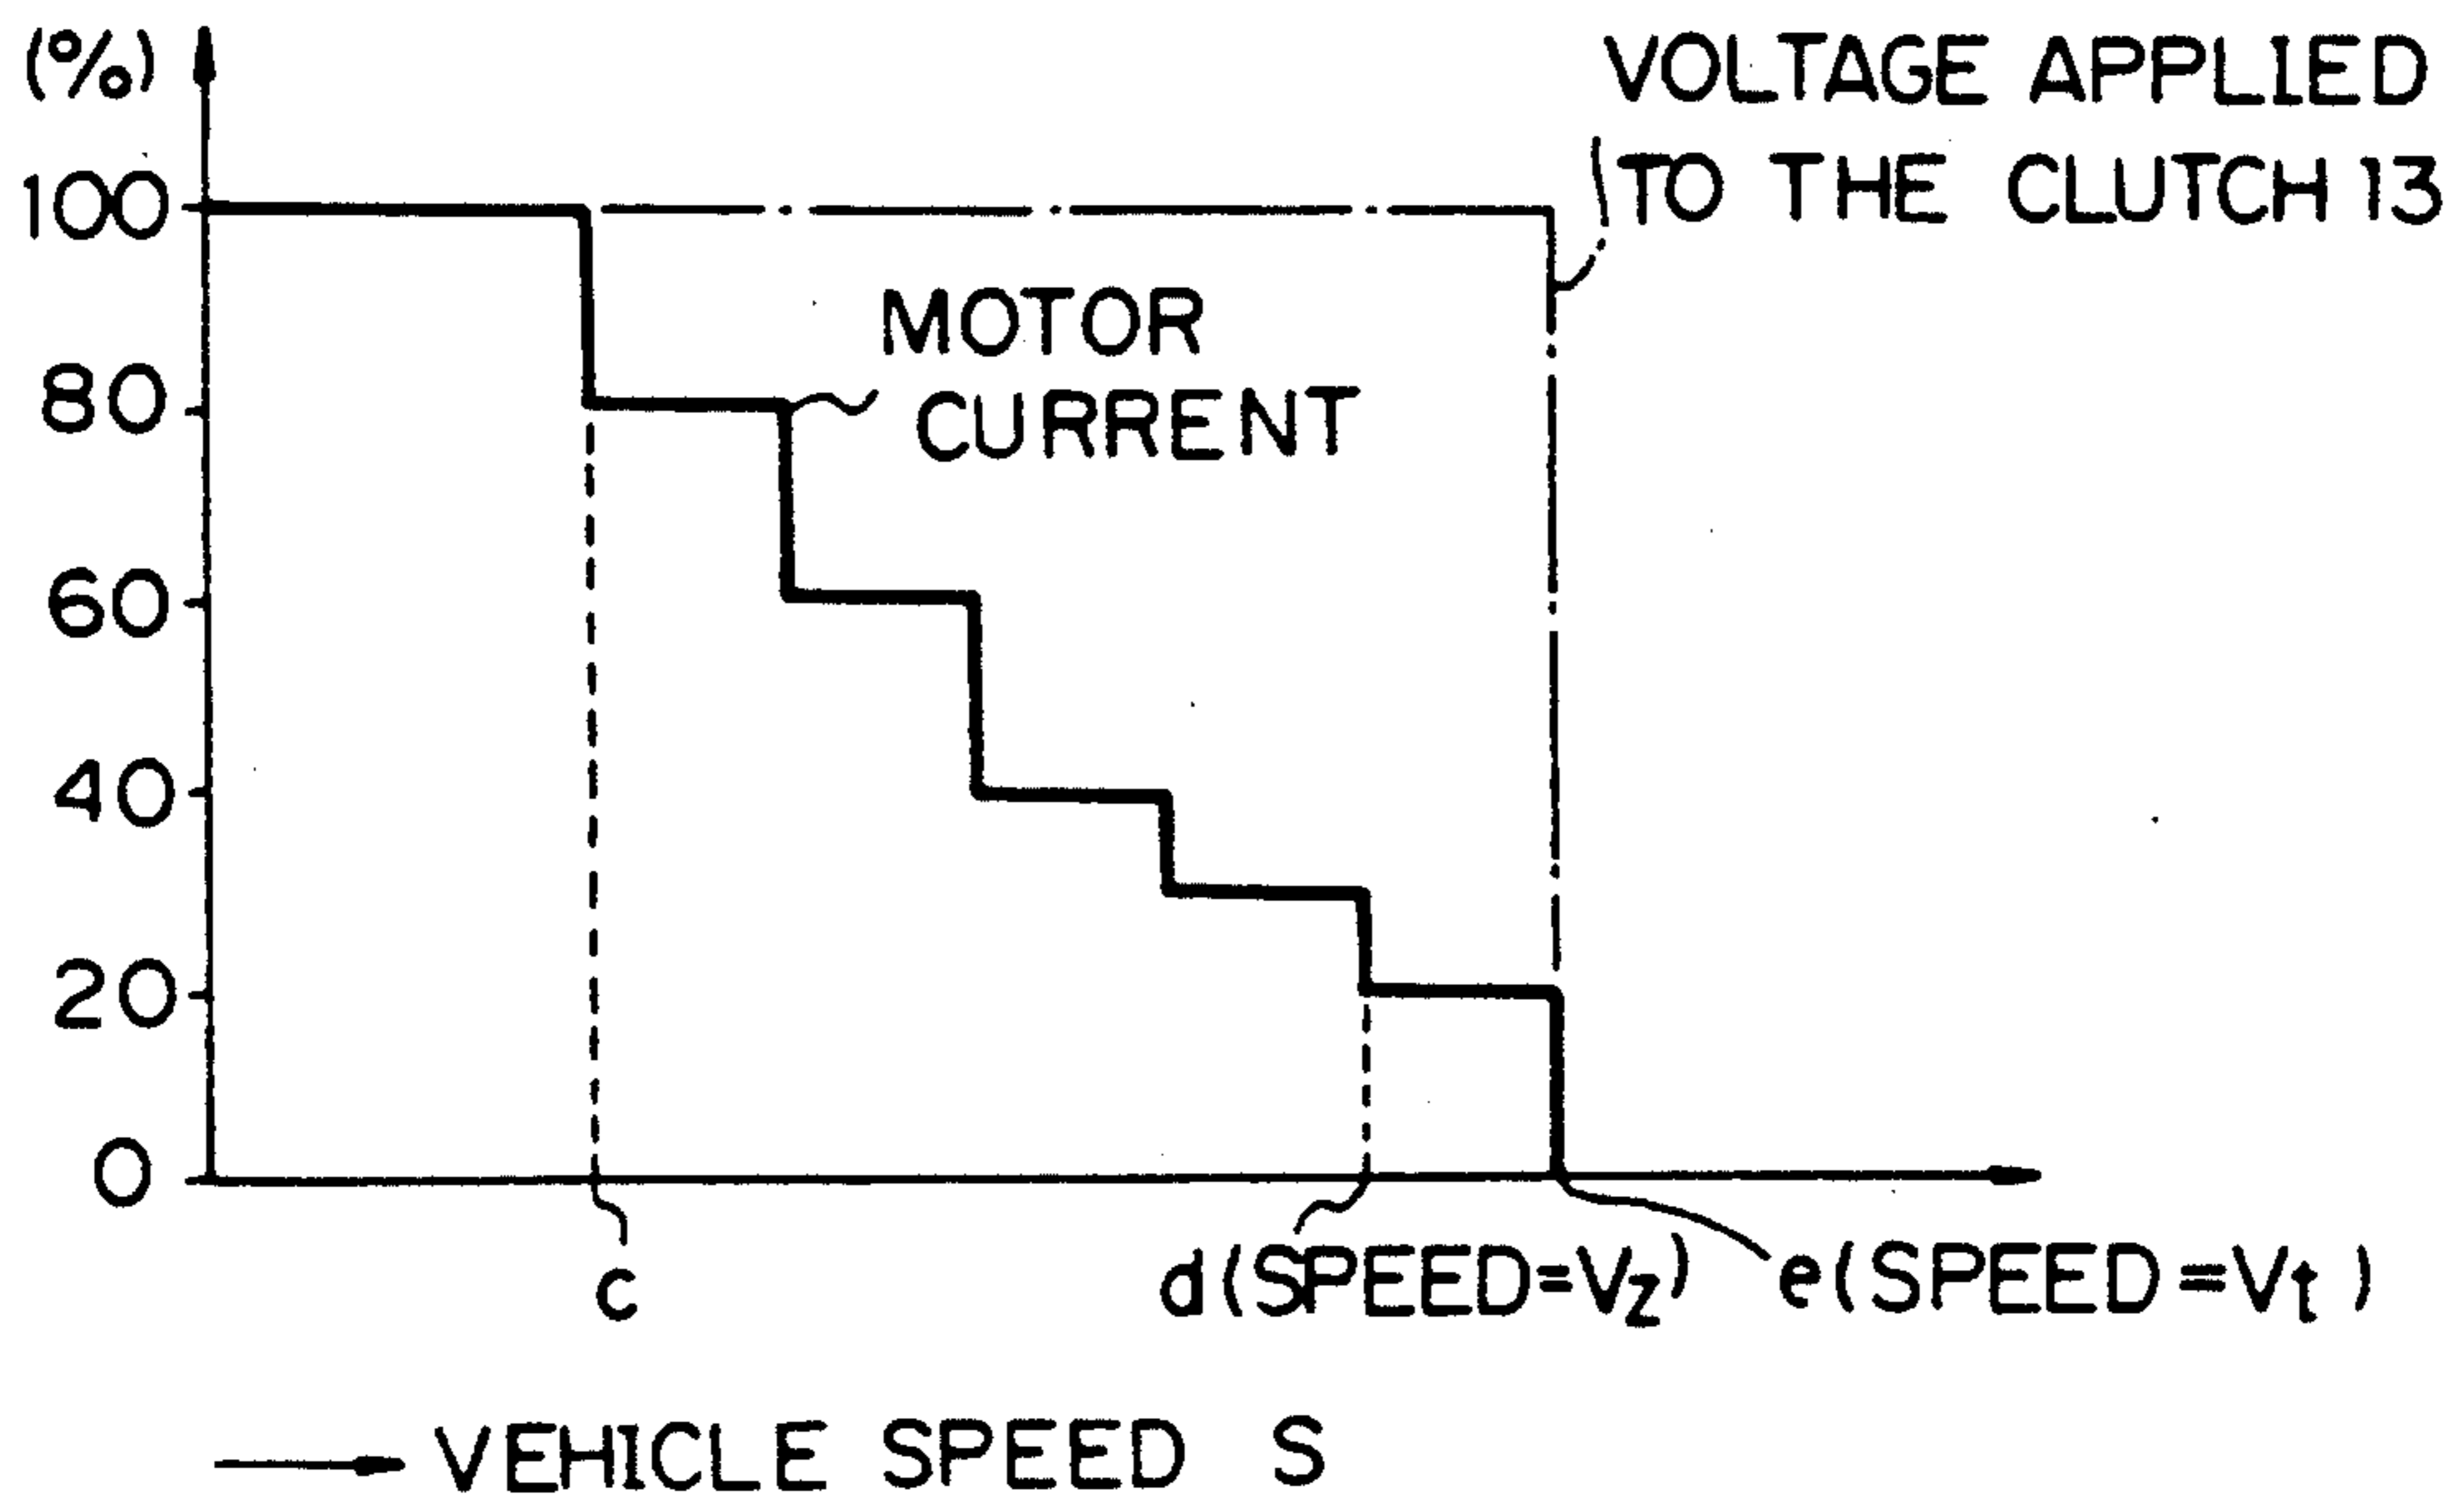 (%)
VOLTAGE APPLIED
TO THE CLUTCH 13
100
MOTOR
CURRENT
80
60
40
20
0
c
d(SPEED=Vz)
e(SPEED=Vt)
VEHICLE SPEED S